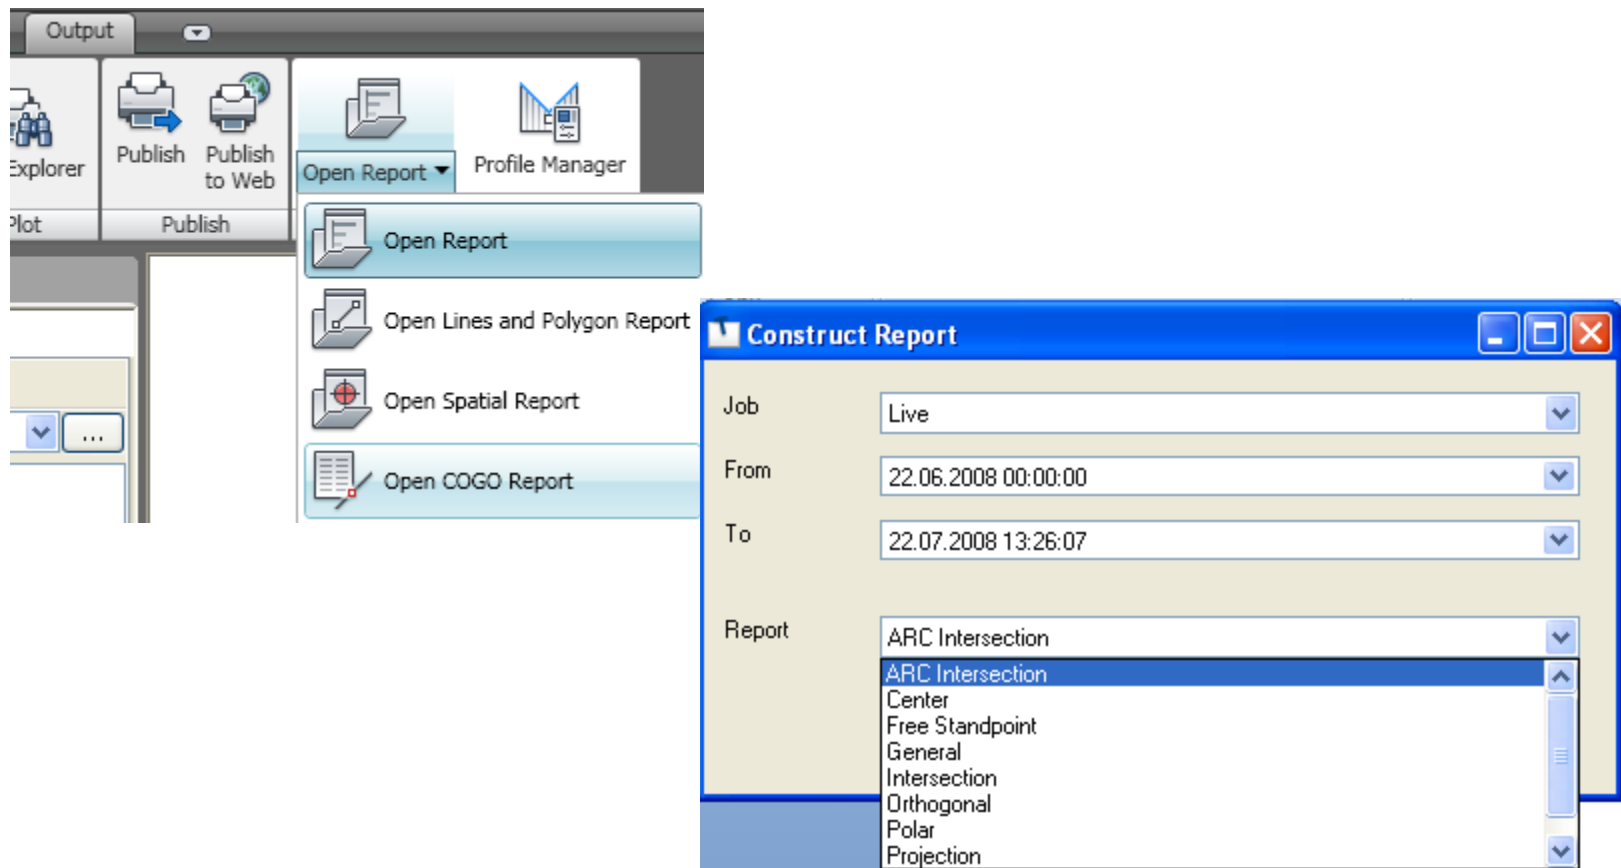 Output
Explorer
Publish
Publish
to Web
Open Report
Profile Manager
Plot
Publish
Open Report
Open Lines and Polygon Report
Open Spatial Report
...
Open COGO Report
Construct Report
Job
Live
From
22.06.2008 00:00:00
To
22.07.2008 13:26:07
Report
ARC Intersection
ARC Intersection
Center
Free Standpoint
General
Intersection
Orthogonal
Polar
Projection